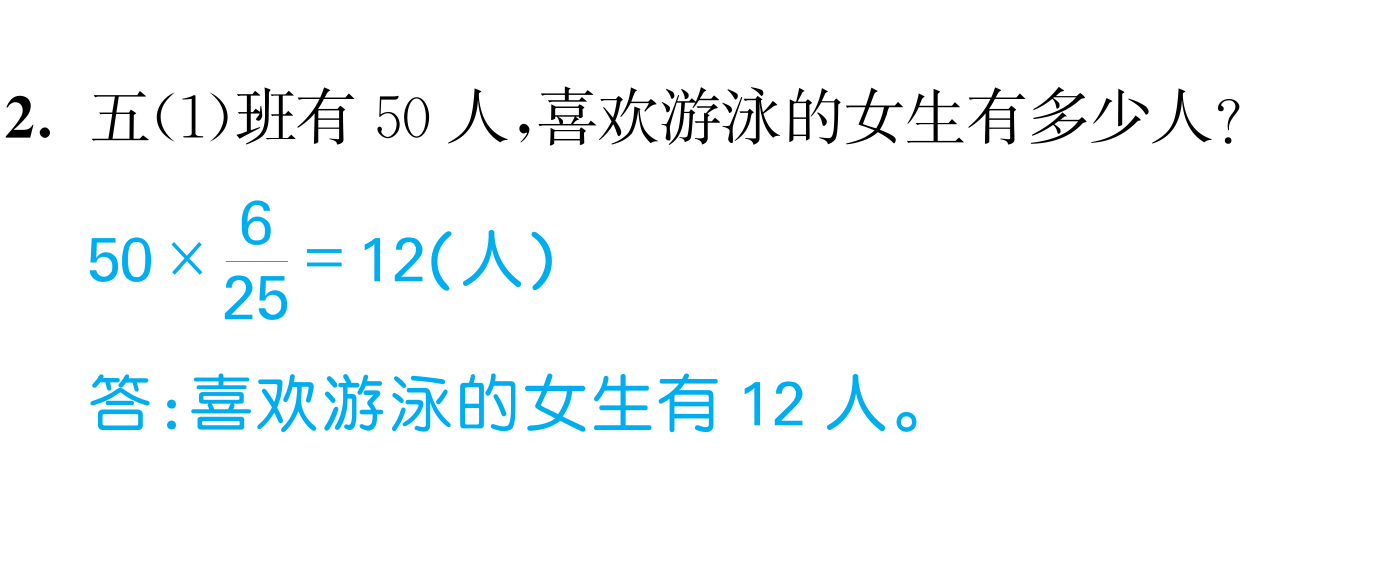 2. 五(1)班有 50 人,喜欢游泳的女生有多少人?
50 × 6/25 = 12(人)
答:喜欢游泳的女生有 12 人。